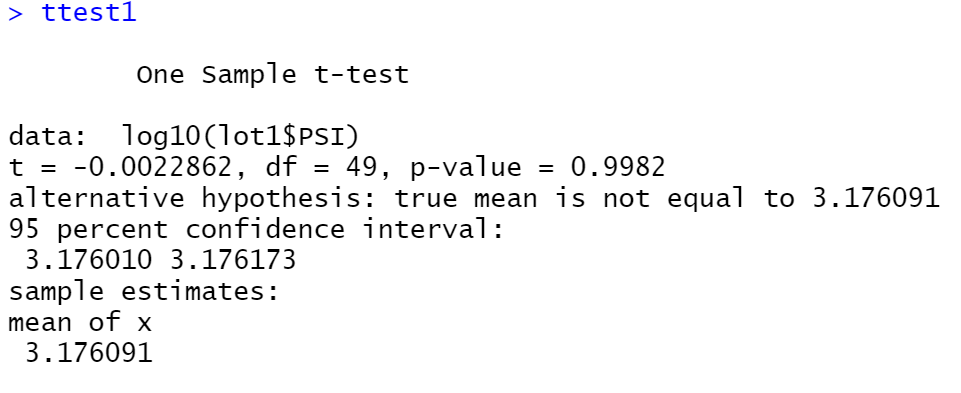 > ttest1
One Sample t-test
data: log10(lot1$PSI)
t = -0.0022862, df = 49, p-value = 0.9982
alternative hypothesis: true mean is not equal to 3.176091
95 percent confidence interval:
3.176010 3.176173
sample estimates:
mean of x
3.176091